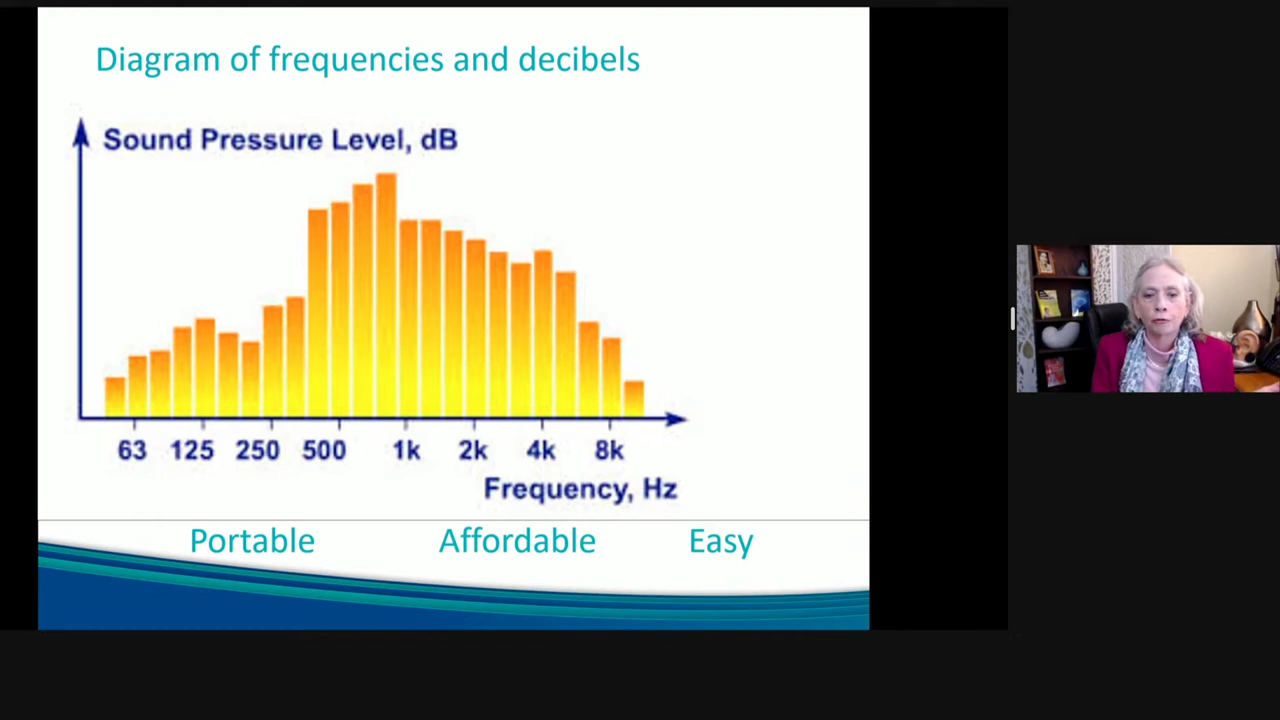 Diagram of frequencies and decibels
Sound Pressure Level, dB
63 125 250 500 1k 2k 4k 8k
Frequency, Hz
Portable Affordable Easy